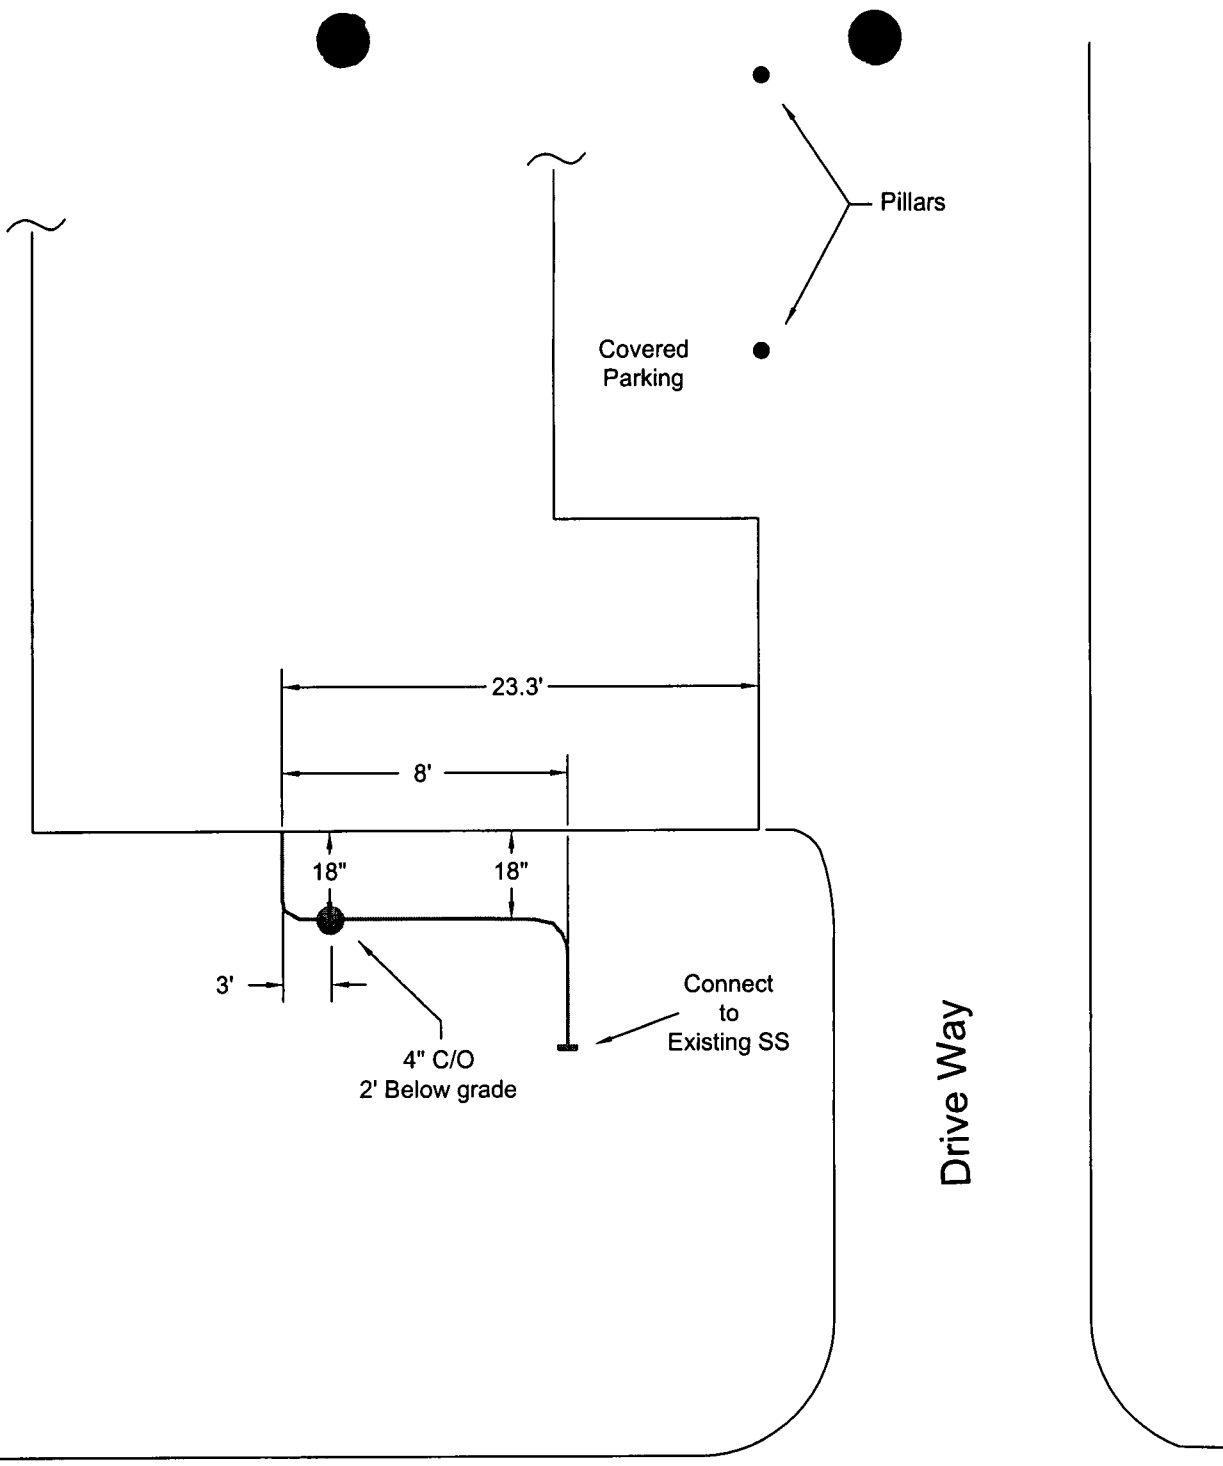 Pillars
Covered
Parking
23.3'
8'
18"
18"
3'
Connect
to
Existing SS
4" C/O
2' Below grade
Drive Way